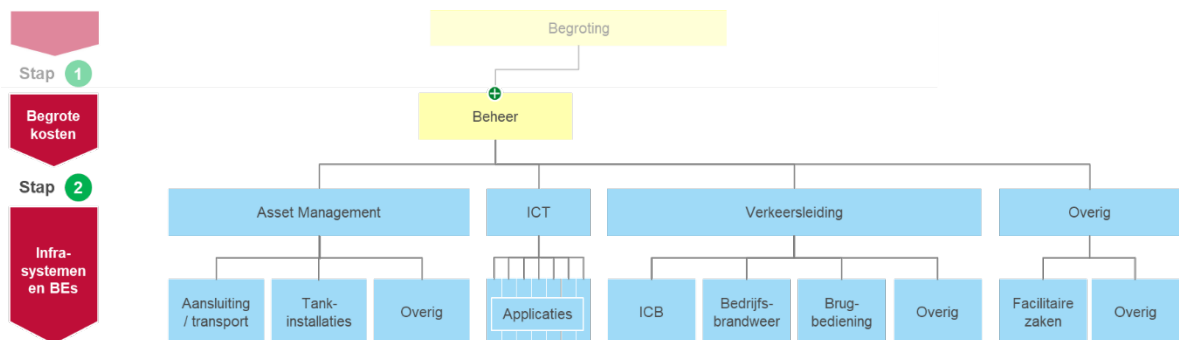 Begroting
Stap 1
Begrote
kosten
Beheer
Stap 2
Asset Management
ICT
Verkeersleiding
Overig
Infra-
systemen
en BEs
Aansluiting
/ transport
Tank-
installaties
Overig
Applicaties
ICB
Bedrijfs-
brandweer
Brug-
bediening
Overig
Facilitaire
zaken
Overig